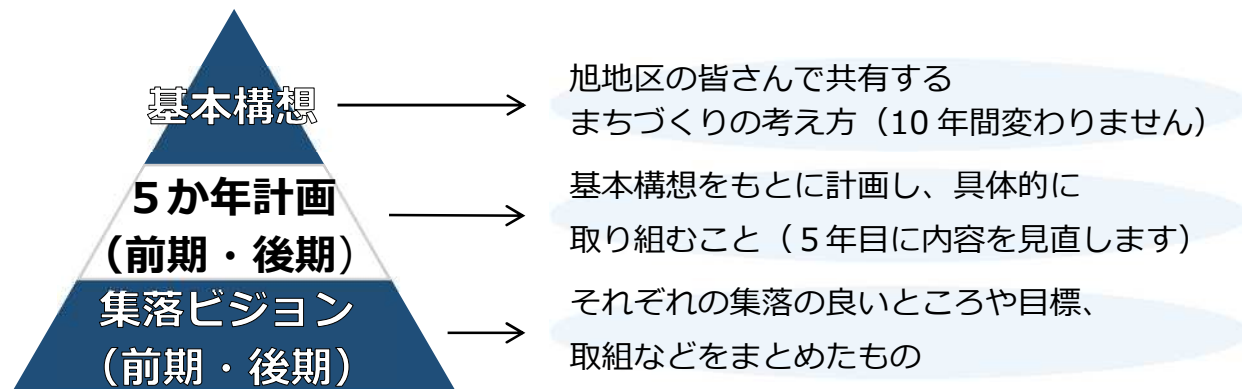 基本構想
旭地区の皆さんで共有する
まちづくりの考え方（10 年間変わりません）
５か年計画
（前期・後期）
基本構想をもとに計画し、具体的に
取り組むこと（５年目に内容を見直します）
集落ビジョン
（前期・後期）
それぞれの集落の良いところや目標、
取組などをまとめたもの